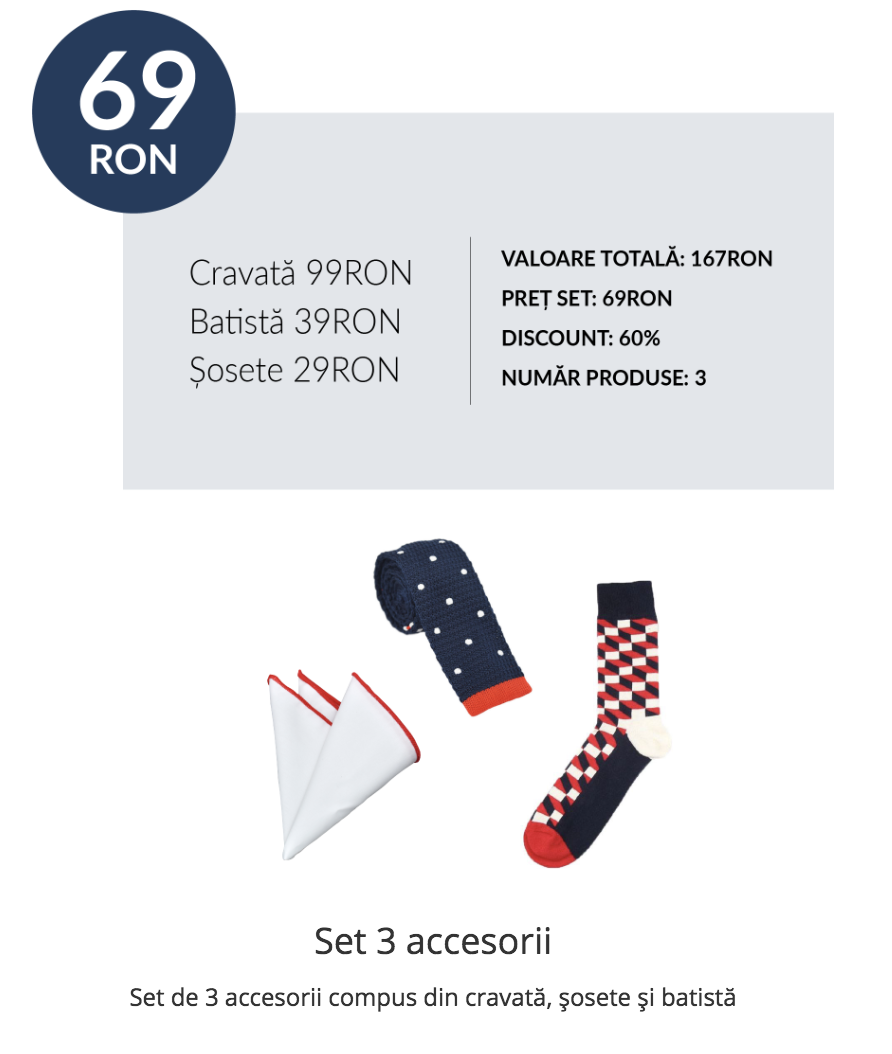 69
RON
Cravată 99RON
Batistă 39RON
Șosete 29RON
VALOARE TOTALĂ: 167RON
PREȚ SET: 69RON
DISCOUNT: 60%
NUMĂR PRODUSE: 3
Set 3 accesorii
Set de 3 accesorii compus din cravată, şosete şi batistă